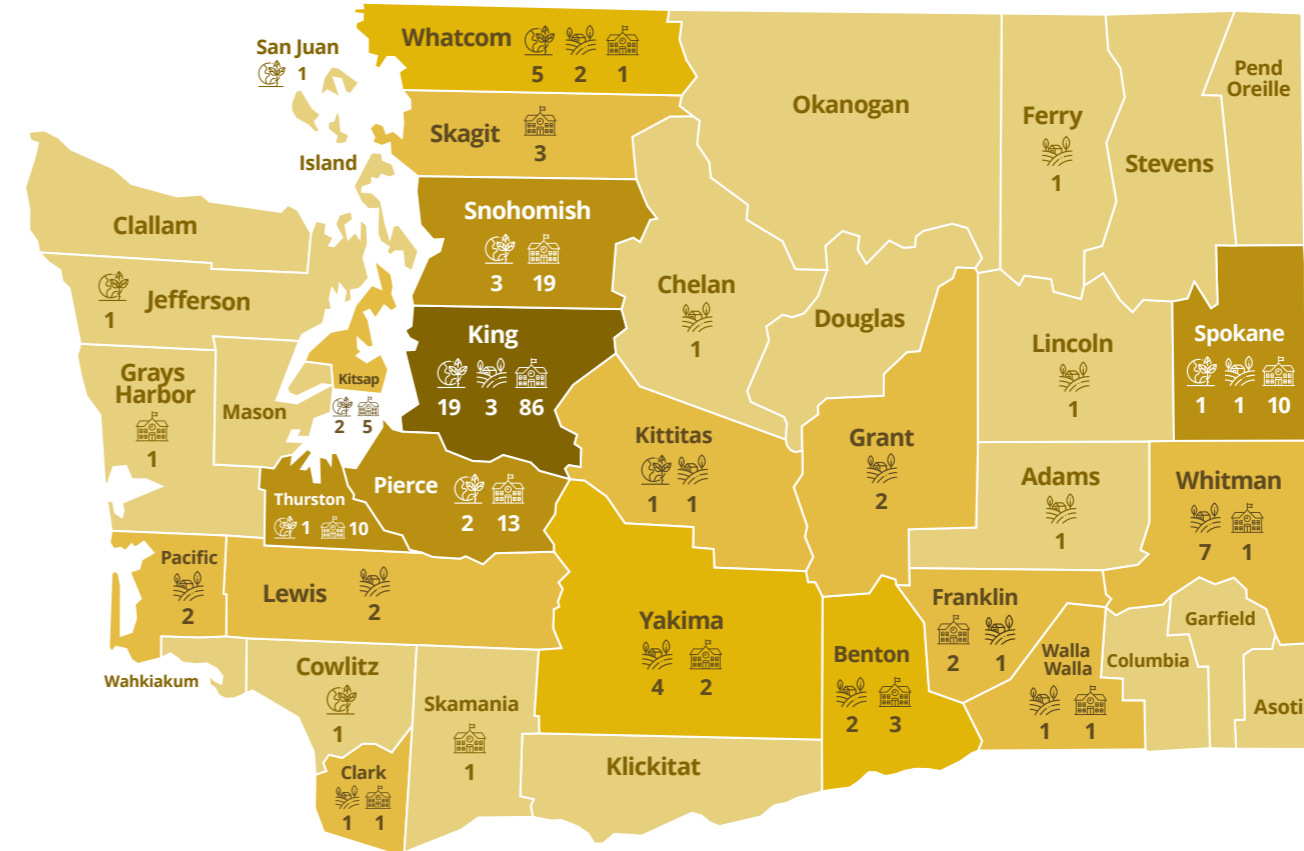 San Juan
1
Whatcom
5 2 1
Skagit
3
Island
Okanogan
Ferry
1
Stevens
Pend
Oreille
Clallam
Snohomish
3 19
Jefferson
1
Chelan
1
Douglas
King
19 3 86
Lincoln
1
Spokane
1 1 10
Grays
Harbor
1
Mason
Kitsap
2 5
Kittitas
1 1
Grant
2
Adams
1
Whitman
7 1
Thurston
1 10
Pierce
2 13
Pacific
2
Lewis
2
Yakima
4 2
Benton
2 3
Franklin
2 1
Walla
Walla
1 1
Columbia
Garfield
Asoti
Wahkiakum
Cowlitz
1
Skamania
1
Clark
1 1
Klickitat